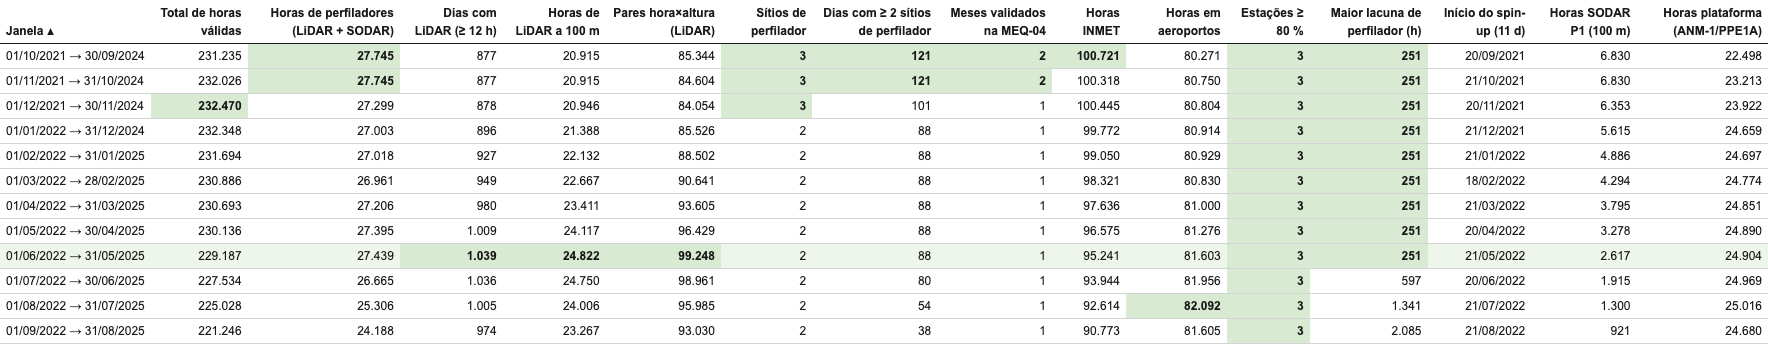 Janela ▴ Total de horas válidas Horas de perfiladores (LiDAR + SODAR) Dias com LiDAR (≥ 12 h) Horas de LiDAR a 100 m Pares hora×altura (LiDAR) Sítios de perfilador Dias com ≥ 2 sítios de perfilador Meses validados na MEQ-04 Horas INMET Horas em aeroportos Estações ≥ 80 % Maior lacuna de perfilador (h) Início do spin-up (11 d) Horas SODAR P1 (100 m) Horas plataforma (ANM-1/PPE1A)
01/10/2021 → 30/09/2024 231.235 27.745 877 20.915 85.344 3 121 2 100.721 80.271 3 251 20/09/2021 6.830 22.498
01/11/2021 → 31/10/2024 232.026 27.745 877 20.915 84.604 3 121 2 100.318 80.750 3 251 21/10/2021 6.830 23.213
01/12/2021 → 30/11/2024 232.470 27.299 878 20.946 84.054 3 101 1 100.445 80.804 3 251 20/11/2021 6.353 23.922
01/01/2022 → 31/12/2024 232.348 27.003 896 21.388 85.526 2 88 1 99.772 80.914 3 251 21/12/2021 5.615 24.659
01/02/2022 → 31/01/2025 231.694 27.018 927 22.132 88.502 2 88 1 99.050 80.929 3 251 21/01/2022 4.886 24.697
01/03/2022 → 28/02/2025 230.886 26.961 949 22.667 90.641 2 88 1 98.321 80.830 3 251 18/02/2022 4.294 24.774
01/04/2022 → 31/03/2025 230.693 27.206 980 23.411 93.605 2 88 1 97.636 81.000 3 251 21/03/2022 3.795 24.851
01/05/2022 → 30/04/2025 230.136 27.395 1.009 24.117 96.429 2 88 1 96.575 81.276 3 251 20/04/2022 3.278 24.890
01/06/2022 → 31/05/2025 229.187 27.439 1.039 24.822 99.248 2 88 1 95.241 81.603 3 251 21/05/2022 2.617 24.904
01/07/2022 → 30/06/2025 227.534 26.665 1.036 24.750 98.961 2 80 1 93.944 81.956 3 597 20/06/2022 1.915 24.969
01/08/2022 → 31/07/2025 225.028 25.306 1.005 24.006 95.985 2 54 1 92.614 82.092 3 1.341 21/07/2022 1.300 25.016
01/09/2022 → 31/08/2025 221.246 24.188 974 23.267 93.030 2 38 1 90.773 81.605 3 2.085 21/08/2022 921 24.680